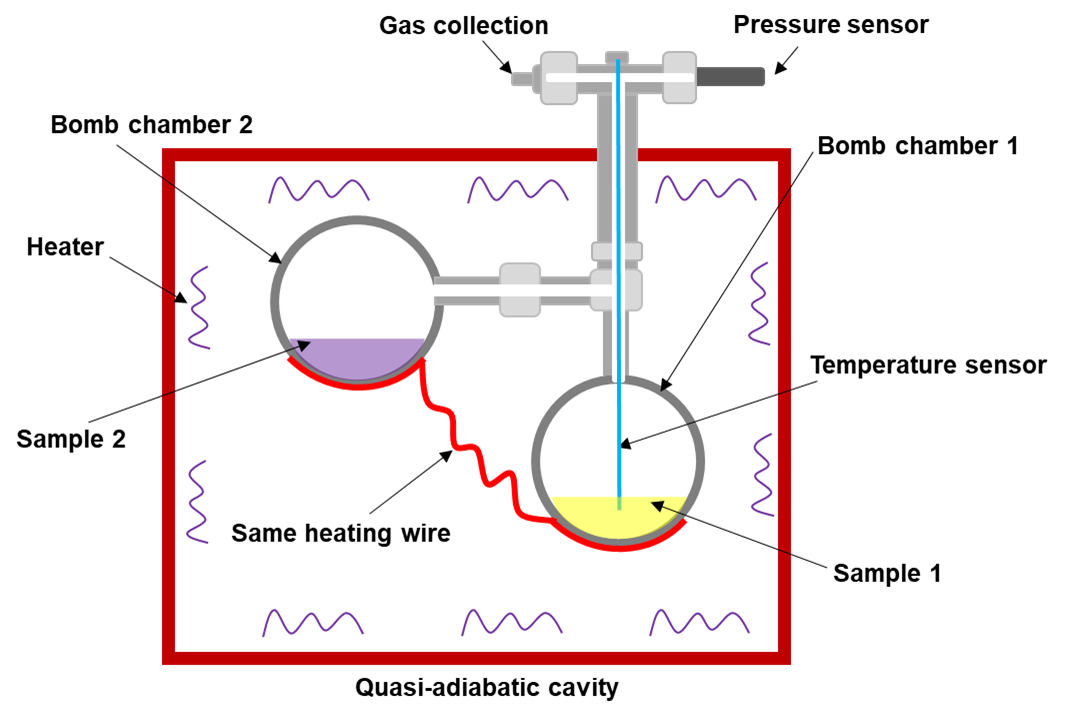 Gas collection
Pressure sensor
Bomb chamber 2
Bomb chamber 1
Heater
Temperature sensor
Sample 2
Same heating wire
Sample 1
Quasi-adiabatic cavity